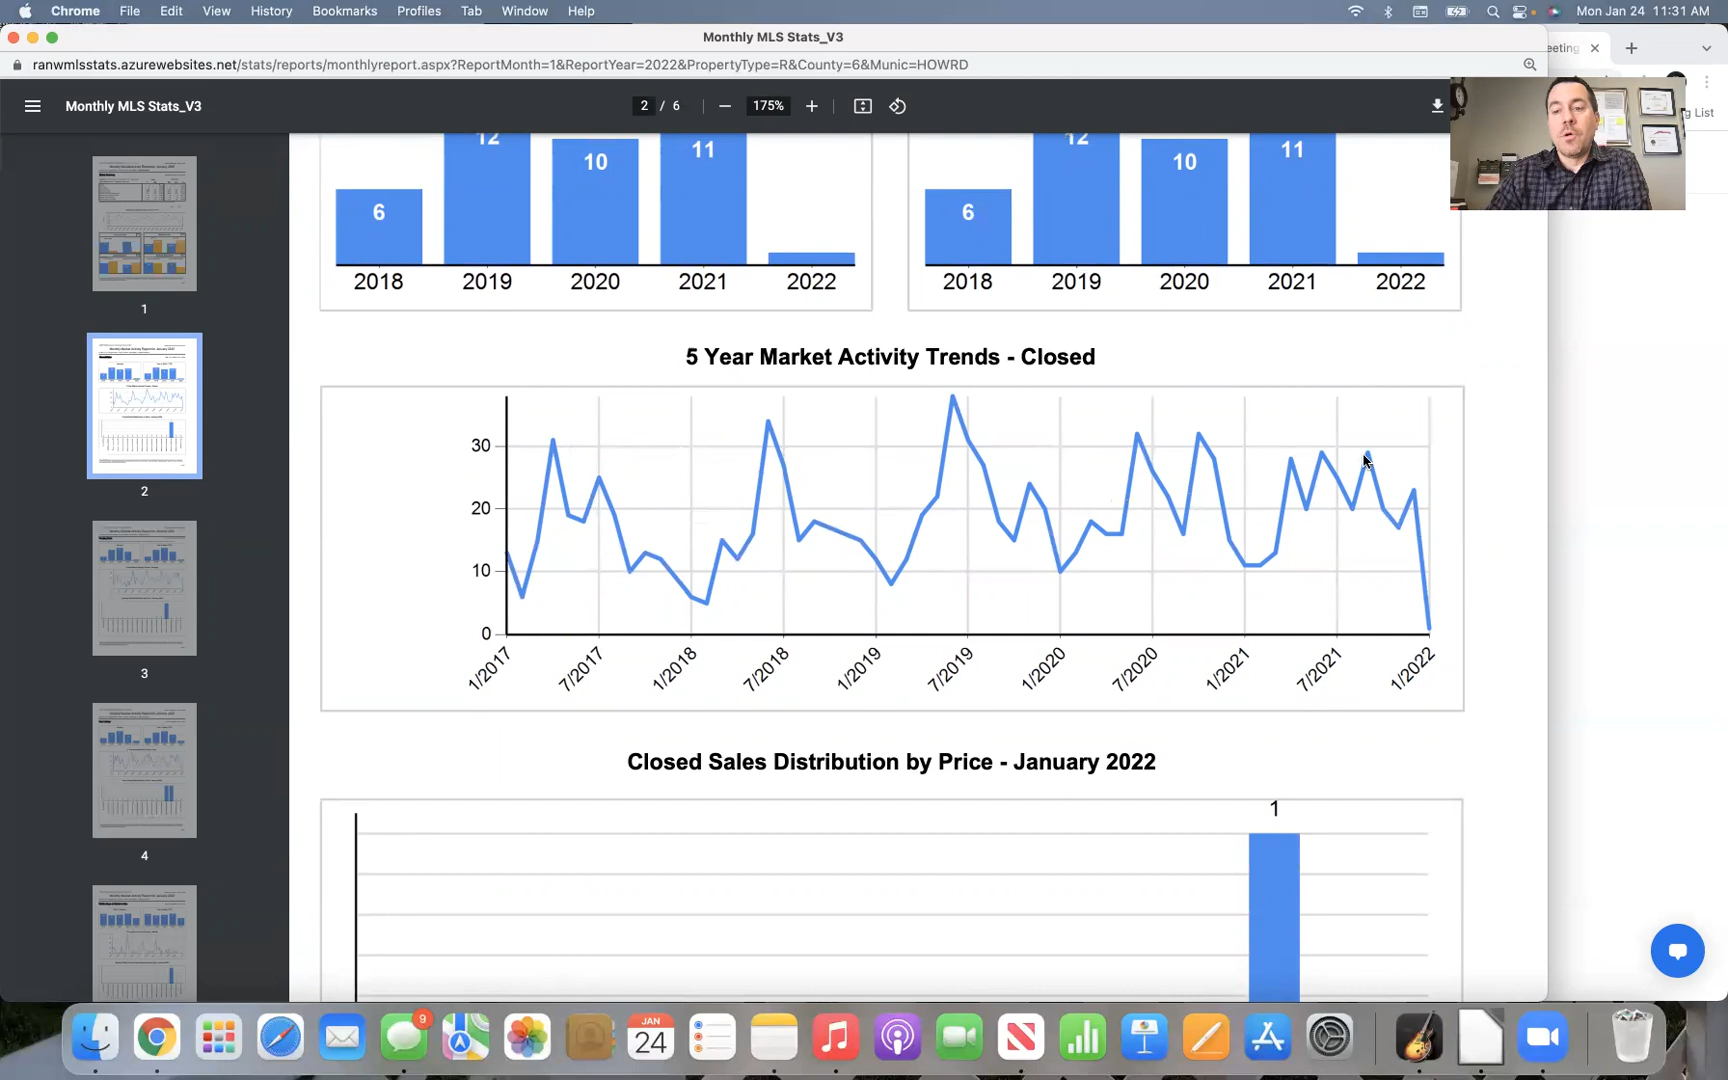 Chrome File Edit View History Bookmarks Profiles Tab Window Help Mon Jan 24 11:31 AM
Monthly MLS Stats_V3
eeting
ranwmlsstats.azurewebsites.net/stats/reports/monthlyreport.aspx?ReportMonth=1&ReportYear=2022&PropertyType=R&County=6&Munic=HOWRD
Monthly MLS Stats_V3 2 / 6 175%
g List
1
2
3
4
6 12 10 11
2018 2019 2020 2021 2022
6 12 10 11
2018 2019 2020 2021 2022
5 Year Market Activity Trends - Closed
30
20
10
0
1/2017 7/2017 1/2018 7/2018 1/2019 7/2019 1/2020 7/2020 1/2021 7/2021 1/2022
Closed Sales Distribution by Price - January 2022
1
9
JAN
24